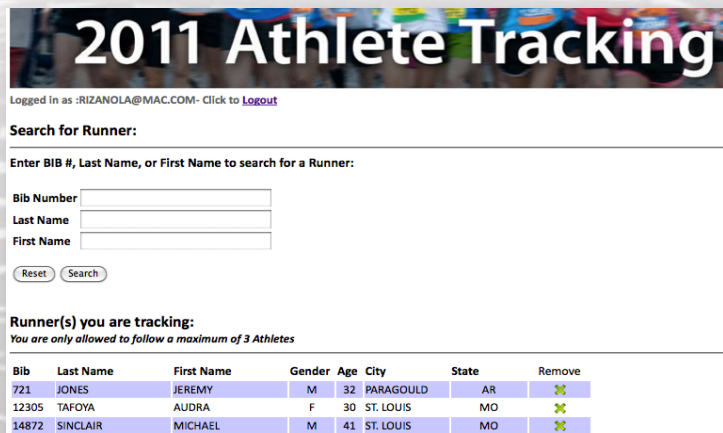 2011 Athlete Tracking
Logged in as :RIZANOLA@MAC.COM- Click to Logout
Search for Runner:
Enter BIB #, Last Name, or First Name to search for a Runner:
Bib Number
Last Name
First Name
Reset Search
Runner(s) you are tracking:
You are only allowed to follow a maximum of 3 Athletes
Bib Last Name First Name Gender Age City State Remove
721 JONES JEREMY M 32 PARAGOULD AR
12305 TAFOYA AUDRA F 30 ST. LOUIS MO
14872 SINCLAIR MICHAEL M 41 ST. LOUIS MO